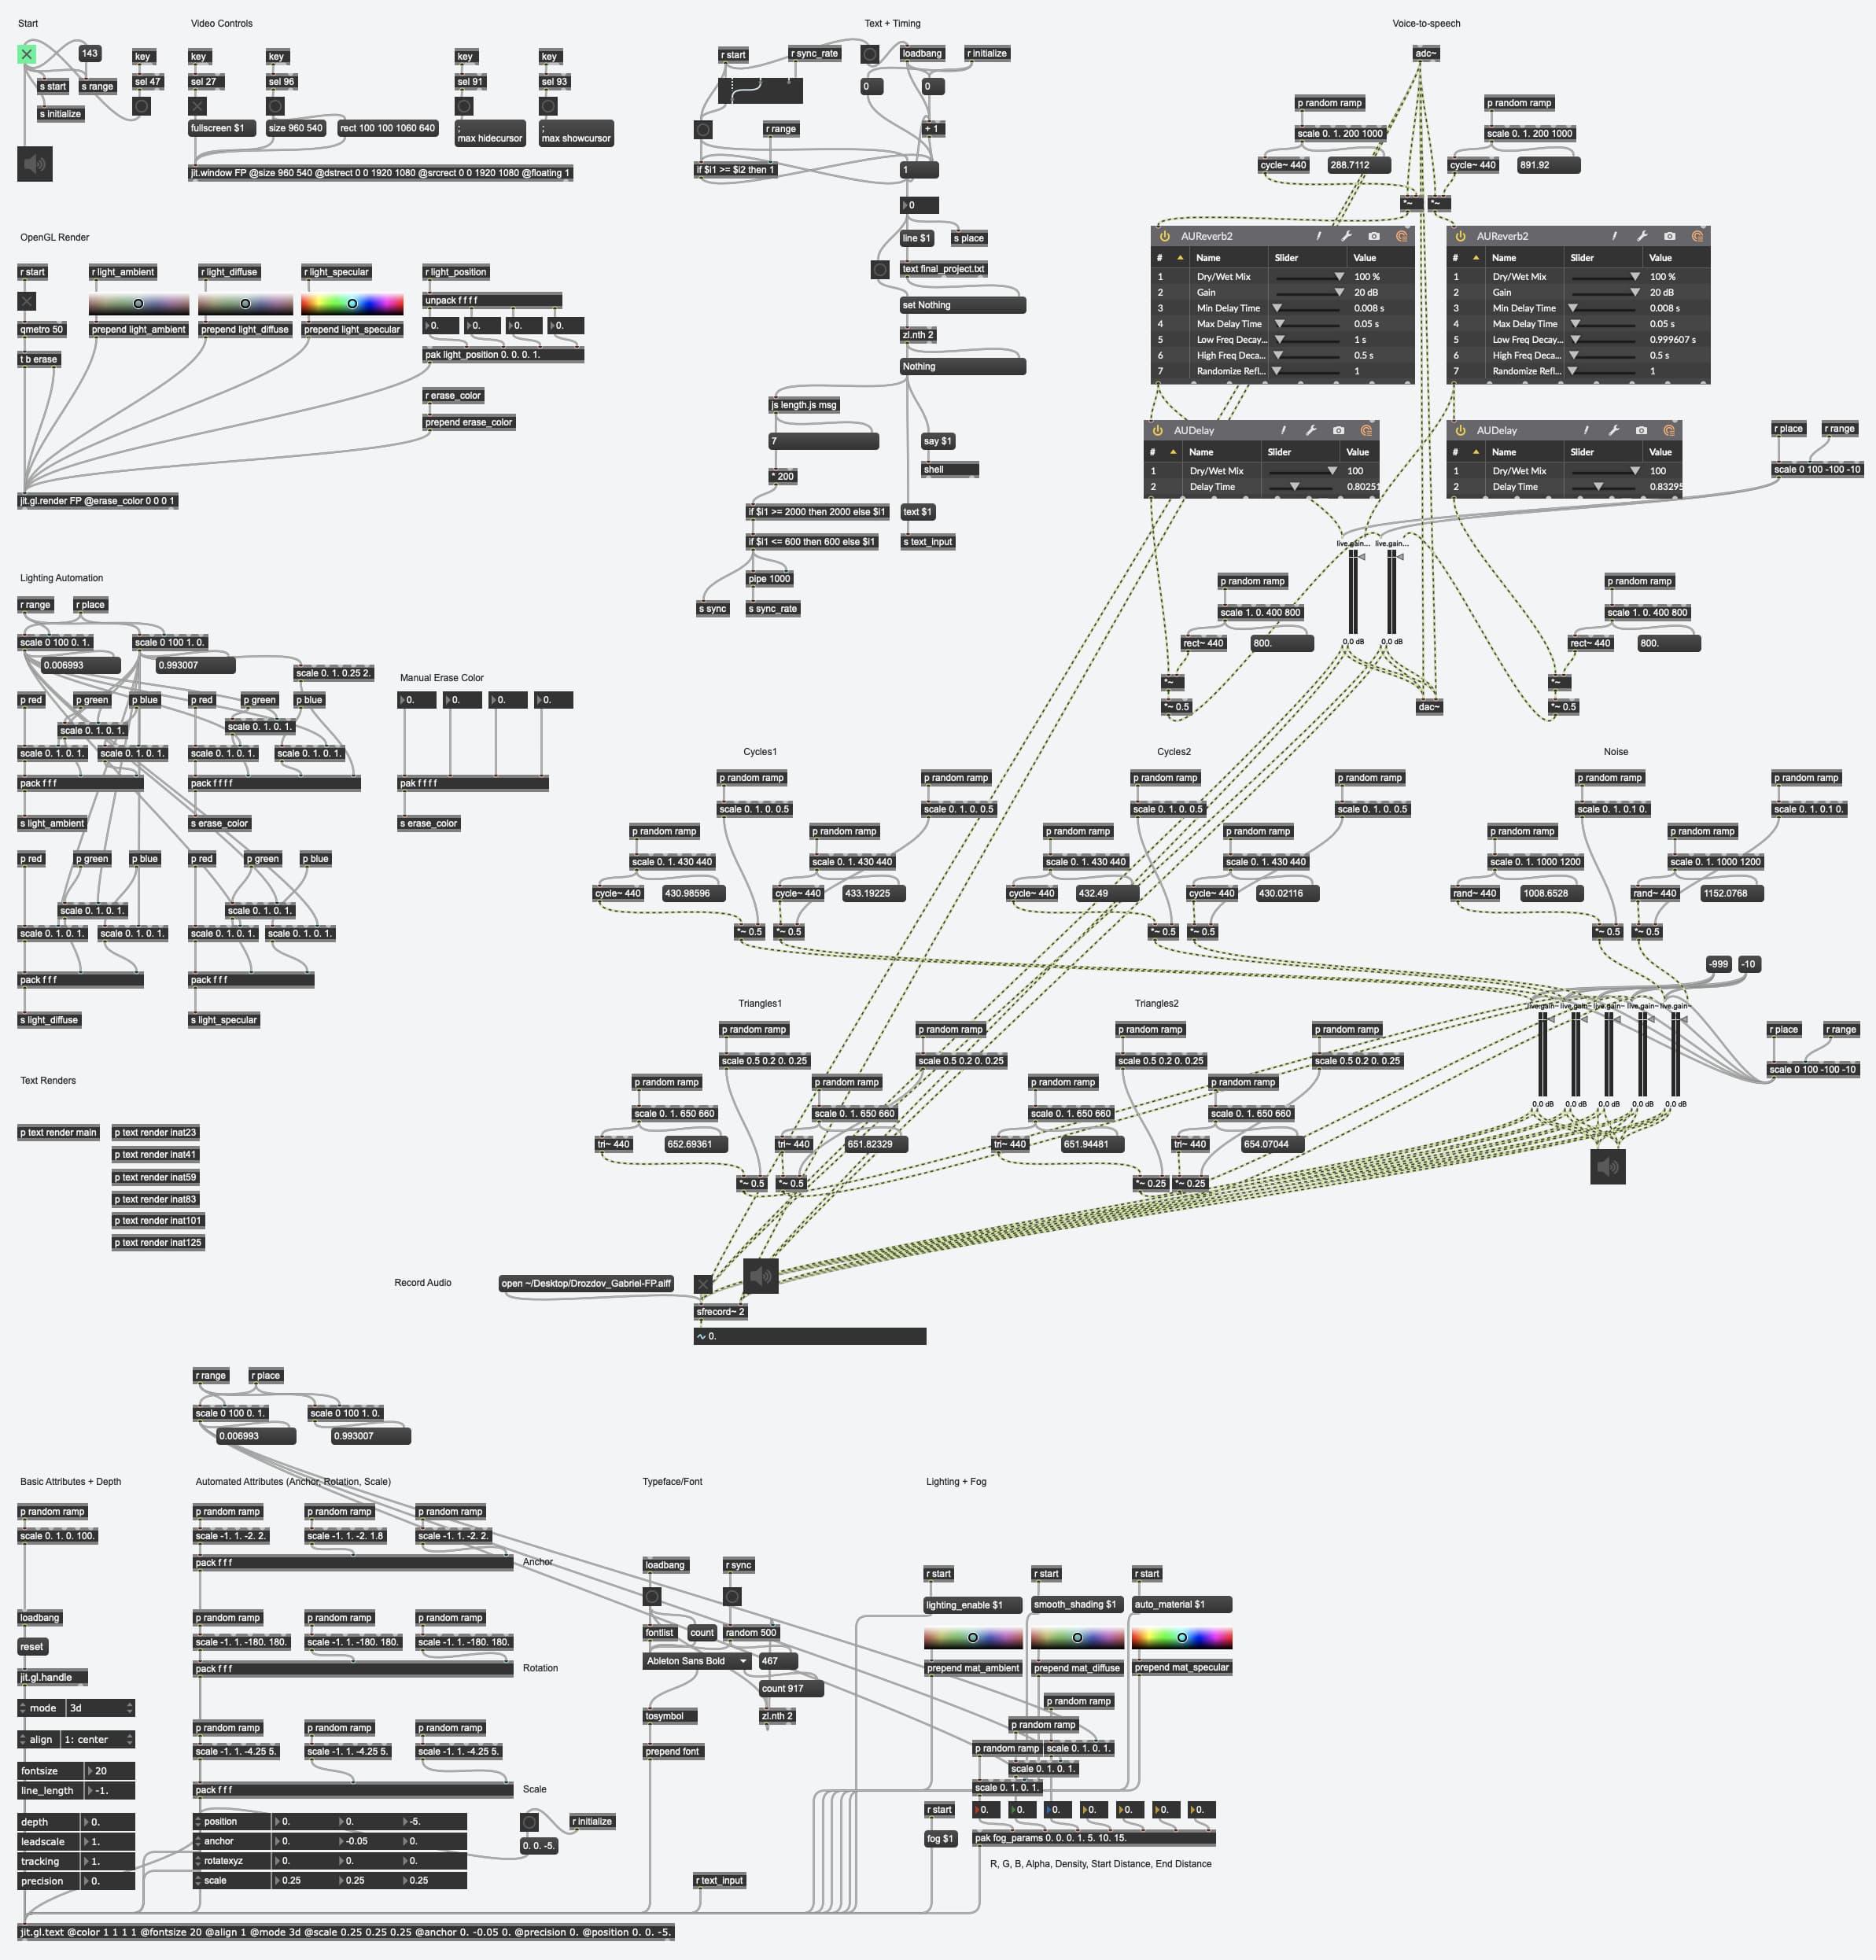 Start
Video Controls
Text + Timing
Voice-to-speech
143
s start
s range
s initialize
key
sel 47
key
sel 27
fullscreen $1
key
sel 96
size 960 540
rect 100 100 1060 640
key
sel 91
;
max hidecursor
key
sel 93
;
max showcursor
jit.window FP @size 960 540 @dstrect 0 0 1920 1080 @srcrect 0 0 1920 1080 @floating 1
r start
r sync_rate
loadbang
r initialize
0
0
r range
+ 1
if $i1 >= $i2 then 1
1
0
line $1
s place
text final_project.txt
set Nothing
zl.nth 2
Nothing
js length.js msg
7
* 200
say $1
shell
if $i1 >= 2000 then 2000 else $i1
text $1
if $i1 <= 600 then 600 else $i1
s text_input
pipe 1000
s sync
s sync_rate
adc~
p random ramp
p random ramp
scale 0. 1. 200 1000
scale 0. 1. 200 1000
cycle~ 440
288.7112
cycle~ 440
891.92
*~
*~
AUReverb2
# Name Slider Value
1 Dry/Wet Mix 100 %
2 Gain 20 dB
3 Min Delay Time 0.008 s
4 Max Delay Time 0.05 s
5 Low Freq Decay... 1 s
6 High Freq Deca... 0.5 s
7 Randomize Refl... 1
AUReverb2
# Name Slider Value
1 Dry/Wet Mix 100 %
2 Gain 20 dB
3 Min Delay Time 0.008 s
4 Max Delay Time 0.05 s
5 Low Freq Decay... 0.999607 s
6 High Freq Deca... 0.5 s
7 Randomize Refl... 1
AUDelay
# Name Slider Value
1 Dry/Wet Mix 100
2 Delay Time 0.80251
AUDelay
# Name Slider Value
1 Dry/Wet Mix 100
2 Delay Time 0.83295
r place
r range
scale 0 100 -100 -10
live.gain...
live.gain...
0.0 dB
0.0 dB
p random ramp
scale 1. 0. 400 800
rect~ 440
800.
*~
*~ 0.5
dac~
p random ramp
scale 1. 0. 400 800
rect~ 440
800.
*~
*~ 0.5
OpenGL Render
r start
r light_ambient
r light_diffuse
r light_specular
r light_position
unpack f f f f
qmetro 50
prepend light_ambient
prepend light_diffuse
prepend light_specular
0.
0.
0.
0.
t b erase
pak light_position 0. 0. 0. 1.
r erase_color
prepend erase_color
jit.gl.render FP @erase_color 0 0 0 1
Lighting Automation
r range
r place
scale 0 100 0. 1.
scale 0 100 1. 0.
0.006993
0.993007
scale 0. 1. 0.25 2.
p red
p green
p blue
p red
p green
p blue
scale 0. 1. 0. 1.
scale 0. 1. 0. 1.
scale 0. 1. 0. 1.
scale 0. 1. 0. 1.
scale 0. 1. 0. 1.
scale 0. 1. 0. 1.
pack f f f
pack f f f f
s light_ambient
s erase_color
p red
p green
p blue
p red
p green
p blue
scale 0. 1. 0. 1.
scale 0. 1. 0. 1.
scale 0. 1. 0. 1.
scale 0. 1. 0. 1.
scale 0. 1. 0. 1.
scale 0. 1. 0. 1.
pack f f f
pack f f f
s light_diffuse
s light_specular
Manual Erase Color
0.
0.
0.
0.
pak f f f f
s erase_color
Cycles1
p random ramp
p random ramp
scale 0. 1. 0. 0.5
scale 0. 1. 0. 0.5
p random ramp
p random ramp
scale 0. 1. 430 440
scale 0. 1. 430 440
cycle~ 440
430.98596
cycle~ 440
433.19225
*~ 0.5
*~ 0.5
Cycles2
p random ramp
p random ramp
scale 0. 1. 0. 0.5
scale 0. 1. 0. 0.5
p random ramp
p random ramp
scale 0. 1. 430 440
scale 0. 1. 430 440
cycle~ 440
432.49
cycle~ 440
430.02116
*~ 0.5
*~ 0.5
Noise
p random ramp
p random ramp
scale 0. 1. 0.1 0.
scale 0. 1. 0.1 0.
p random ramp
p random ramp
scale 0. 1. 1000 1200
scale 0. 1. 1000 1200
rand~ 440
1008.6528
rand~ 440
1152.0768
*~ 0.5
*~ 0.5
-999
-10
Triangles1
p random ramp
p random ramp
scale 0.5 0.2 0. 0.25
scale 0.5 0.2 0. 0.25
p random ramp
p random ramp
scale 0. 1. 650 660
scale 0. 1. 650 660
tri~ 440
652.69361
tri~ 440
651.82329
*~ 0.5
*~ 0.5
Triangles2
p random ramp
p random ramp
scale 0.5 0.2 0. 0.25
scale 0.5 0.2 0. 0.25
p random ramp
p random ramp
scale 0. 1. 650 660
scale 0. 1. 650 660
tri~ 440
651.94481
tri~ 440
654.07044
*~ 0.25
*~ 0.25
live.gain~
live.gain~
live.gain~
live.gain~
live.gain~
0.0 dB
0.0 dB
0.0 dB
0.0 dB
0.0 dB
r place
r range
scale 0 100 -100 -10
Text Renders
p text render main
p text render inat23
p text render inat41
p text render inat59
p text render inat83
p text render inat101
p text render inat125
Record Audio
open ~/Desktop/Drozdov_Gabriel-FP.aiff
sfrecord~ 2
0.
r range
r place
scale 0 100 0. 1.
scale 0 100 1. 0.
0.006993
0.993007
Basic Attributes + Depth
p random ramp
scale 0. 1. 0. 100.
loadbang
reset
jit.gl.handle
mode 3d
align 1: center
fontsize 20
line_length -1.
depth 0.
leadscale 1.
tracking 1.
precision 0.
Automated Attributes (Anchor, Rotation, Scale)
p random ramp
p random ramp
p random ramp
scale -1. 1. -2. 2.
scale -1. 1. -2. 1.8
scale -1. 1. -2. 2.
pack f f f
Anchor
p random ramp
p random ramp
p random ramp
scale -1. 1. -180. 180.
scale -1. 1. -180. 180.
scale -1. 1. -180. 180.
pack f f f
Rotation
p random ramp
p random ramp
p random ramp
scale -1. 1. -4.25 5.
scale -1. 1. -4.25 5.
scale -1. 1. -4.25 5.
pack f f f
Scale
position 0. 0. -5.
anchor 0. -0.05 0.
rotatexyz 0. 0. 0.
scale 0.25 0.25 0.25
r initialize
0. 0. -5.
Typeface/Font
loadbang
r sync
fontlist
count
random 500
Ableton Sans Bold
467
count 917
tosymbol
zl.nth 2
prepend font
r text_input
Lighting + Fog
r start
r start
r start
lighting_enable $1
smooth_shading $1
auto_material $1
prepend mat_ambient
prepend mat_diffuse
prepend mat_specular
p random ramp
p random ramp
p random ramp
scale 0. 1. 0. 1.
scale 0. 1. 0. 1.
scale 0. 1. 0. 1.
r start
0.
0.
0.
0.
0.
0.
0.
fog $1
pak fog_params 0. 0. 0. 1. 5. 10. 15.
R, G, B, Alpha, Density, Start Distance, End Distance
jit.gl.text @color 1 1 1 1 @fontsize 20 @align 1 @mode 3d @scale 0.25 0.25 0.25 @anchor 0. -0.05 0. @precision 0. @position 0. 0. -5.